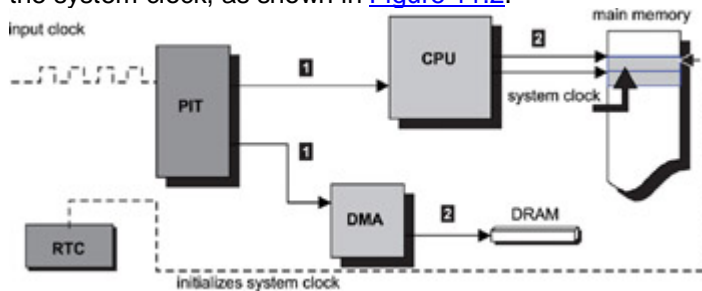 the system clock, as shown in Figure 11.2.
main memory
input clock
2
CPU
1
system clock
PIT
1
DRAM
2
DMA
RTC
initializes system clock